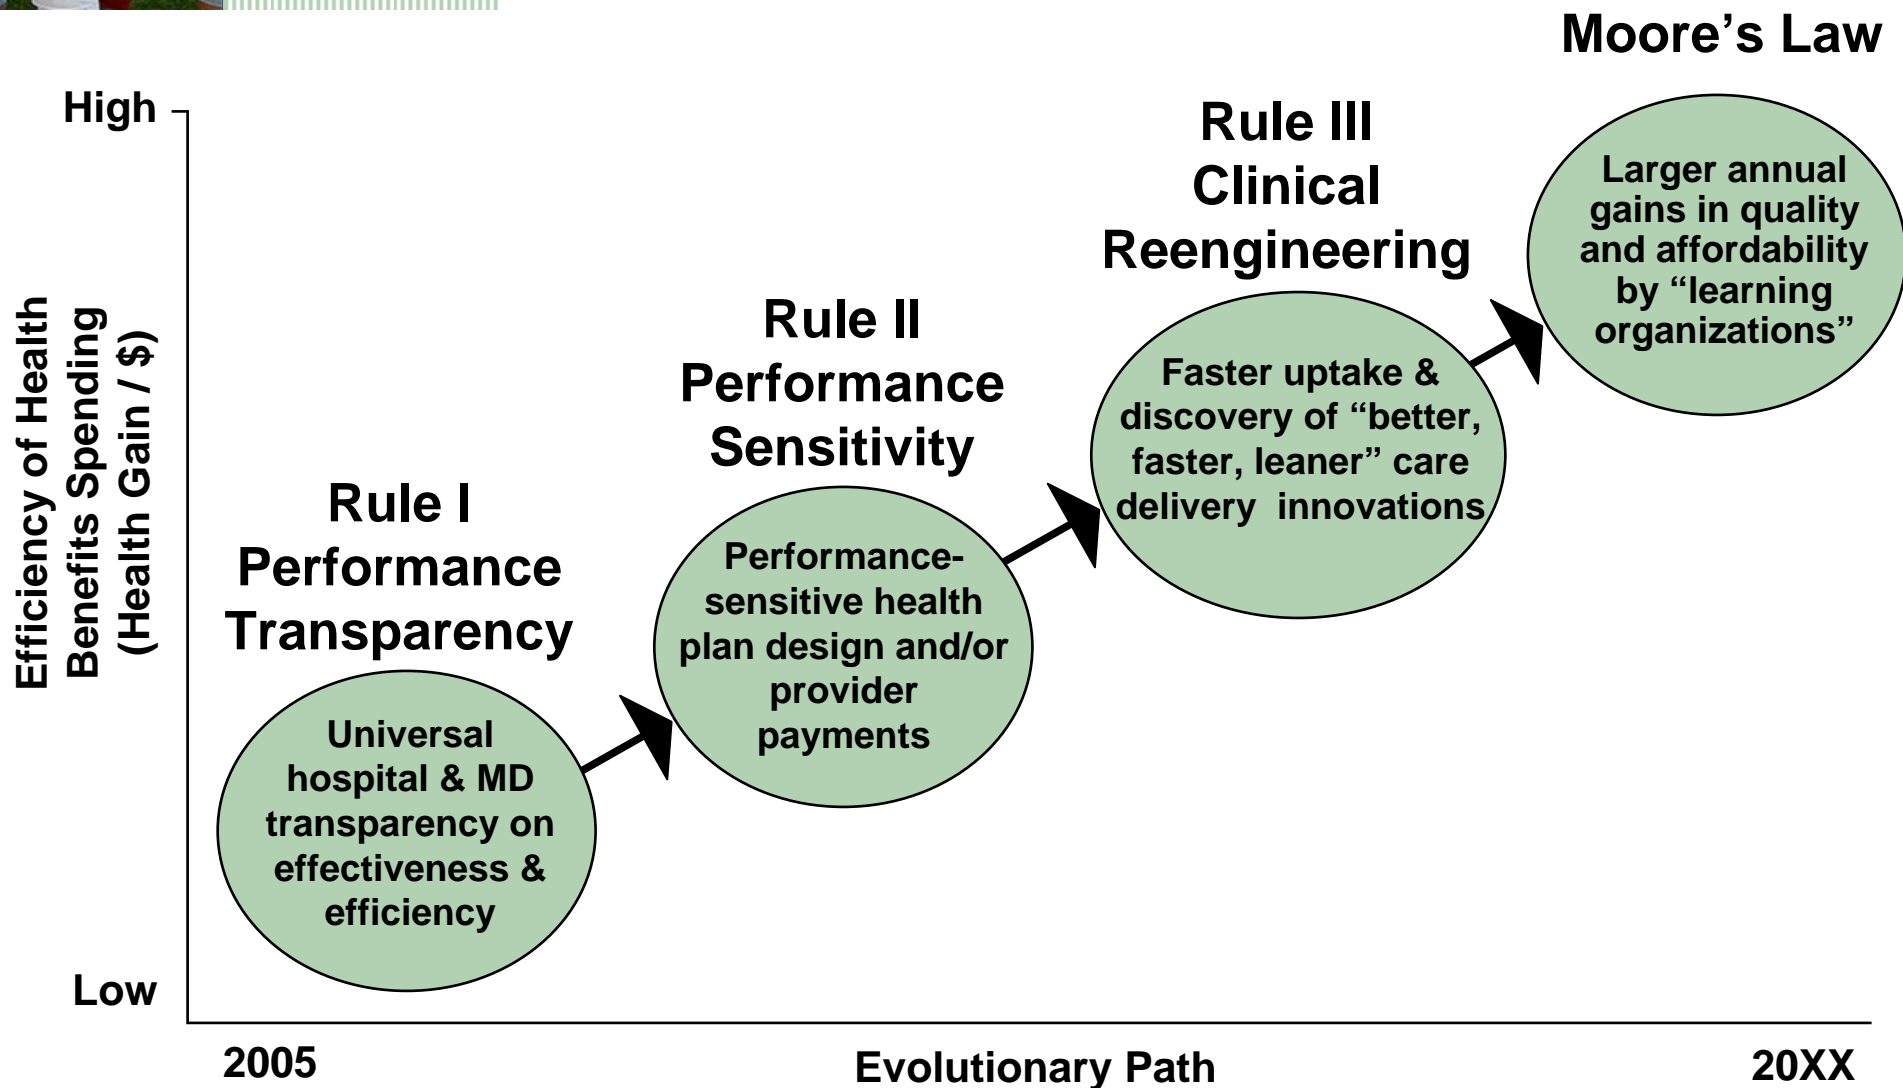 Moore’s Law
High
Rule III
Clinical
Reengineering
Larger annual
gains in quality
and affordability
by “learning
organizations”
Rule II
Performance
Sensitivity
Faster uptake &
discovery of “better,
faster, leaner” care
delivery innovations
Efficiency of Health
Benefits Spending
(Health Gain / $)
Rule I
Performance
Transparency
Performance-
sensitive health
plan design and/or
provider
payments
Universal
hospital & MD
transparency on
effectiveness &
efficiency
Low
2005
Evolutionary Path
20XX